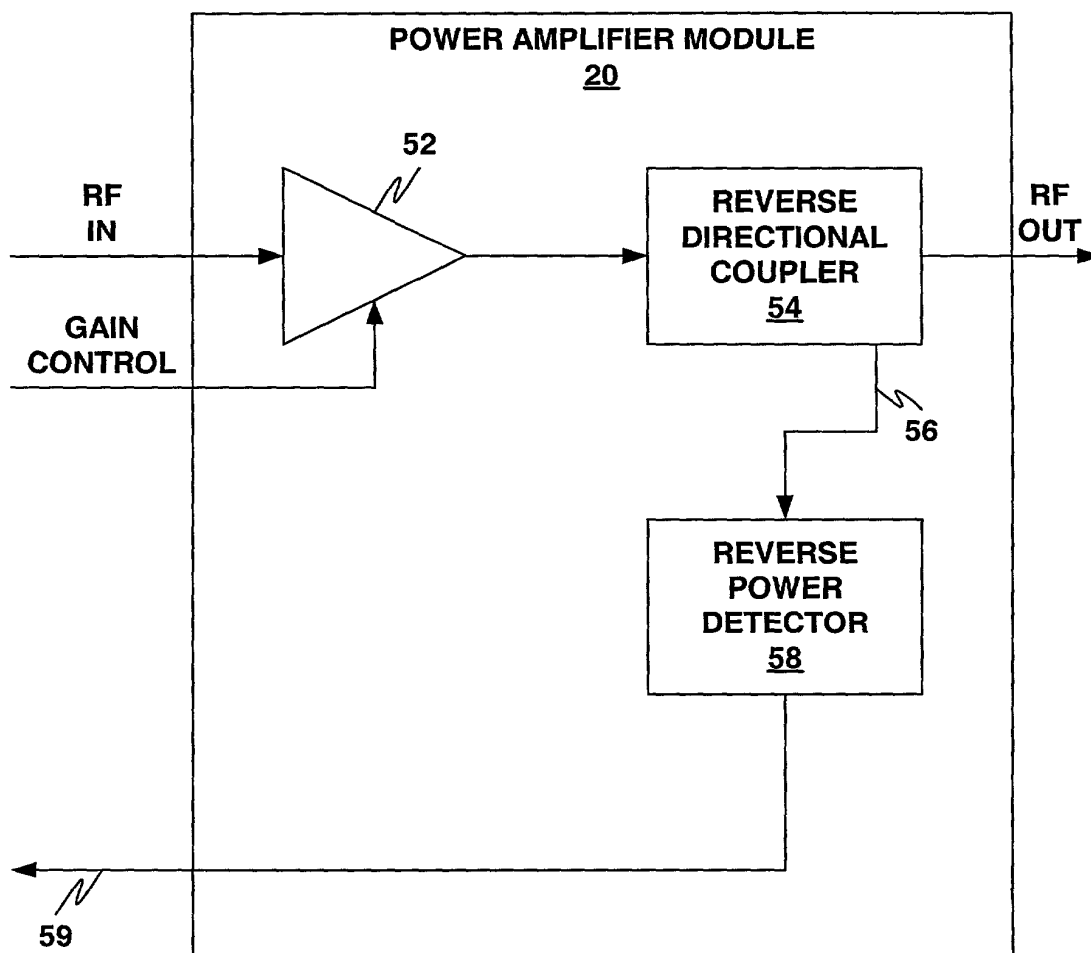 POWER AMPLIFIER MODULE
20
52
RF
IN
REVERSE
DIRECTIONAL
COUPLER
54
RF
OUT
GAIN
CONTROL
56
REVERSE
POWER
DETECTOR
58
59